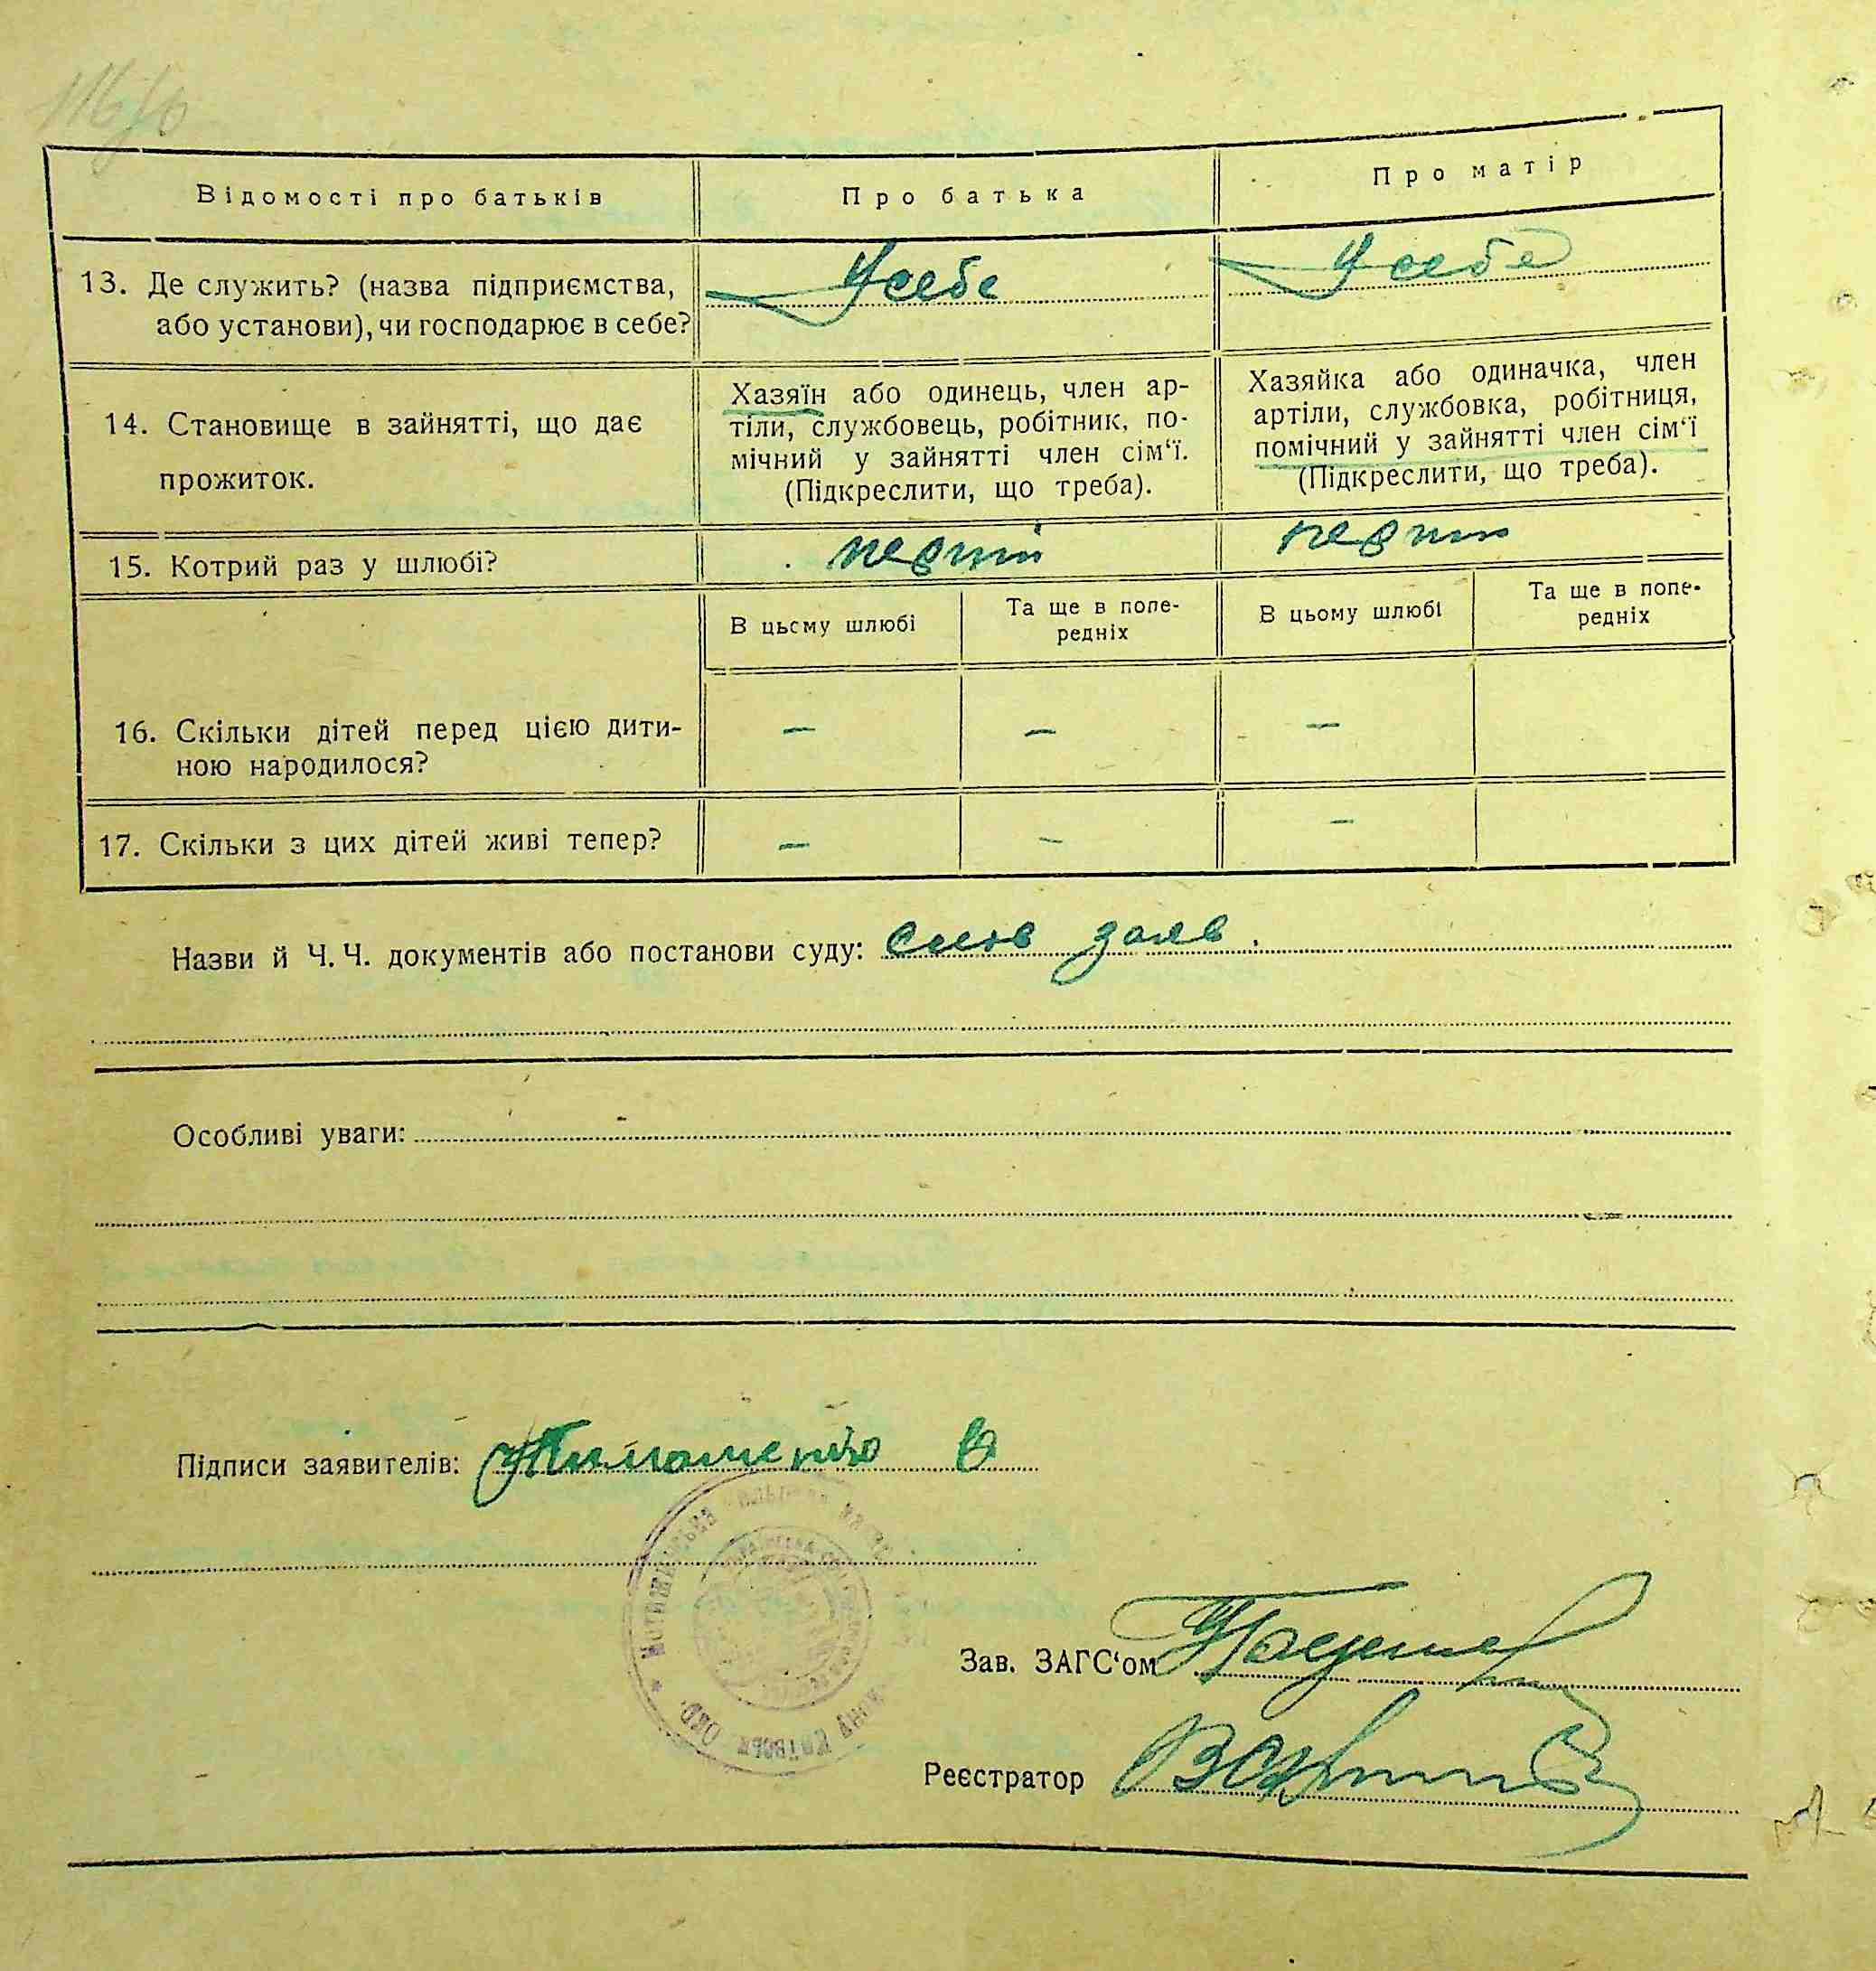 Відомості про батьків
Про батька
Про матір
13. Де служить? (назва підприємства,
або установи), чи господарює в себе?
У себе
У себе
14. Становище в зайнятті, що дає
прожиток.
Хазяїн або одинець, член ар-
тіли, службовець, робітник, по-
мічний у зайнятті член сім‘ї.
(Підкреслити, що треба).
Хазяйка або одиначка, член
артіли, службовка, робітниця,
помічний у зайнятті член сім‘ї
(Підкреслити, що треба).
15. Котрий раз у шлюбі?
перший
перший
В цьому шлюбі
Та ще в попе-
редніх
В цьому шлюбі
Та ще в попе-
редніх
16. Скільки дітей перед цією дити-
ною народилося?
— — —
17. Скільки з цих дітей живі тепер?
— — —
Назви й Ч. Ч. документів або постанови суду: слов заяв.
Особливі уваги:
Підписи заявителів: Тимошенко
Зав. ЗАГС‘ом
Реєстратор